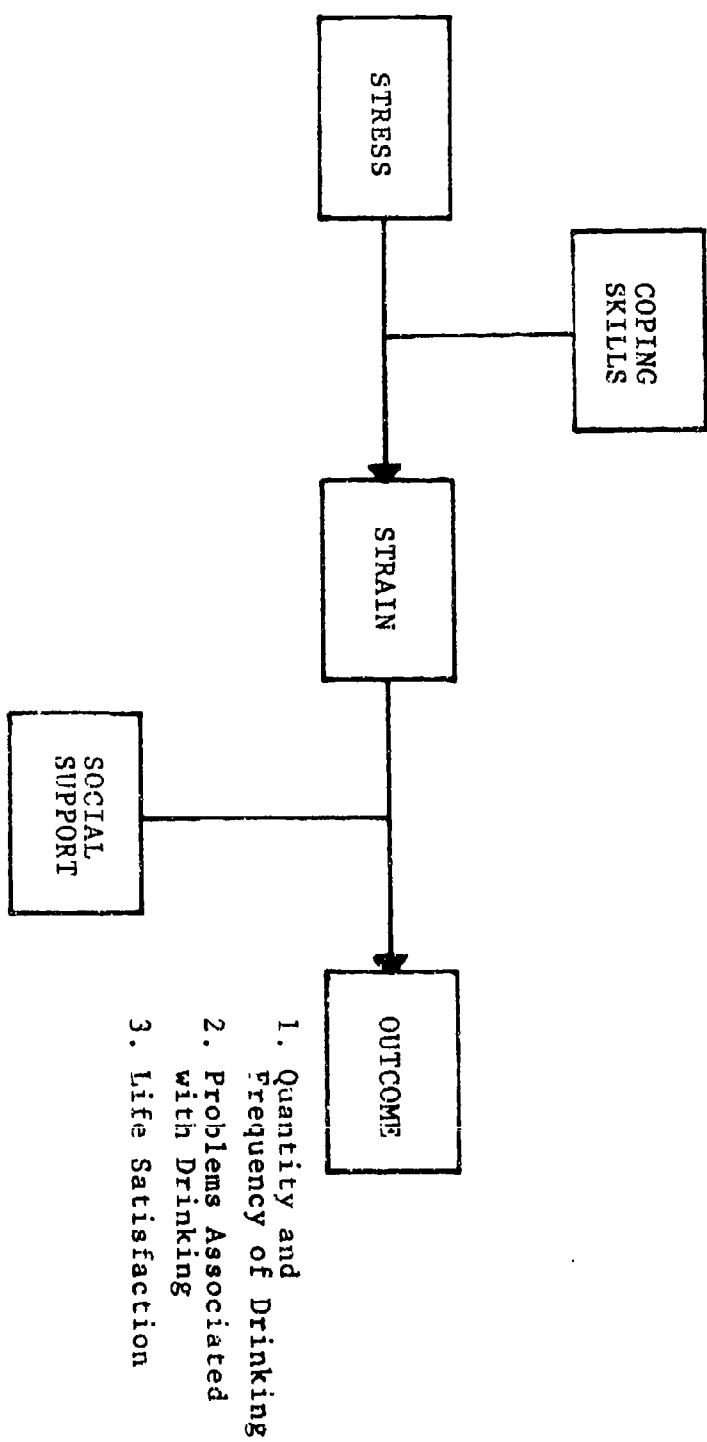 COPING
SKILLS
STRESS
STRAIN
OUTCOME
SOCIAL
SUPPORT
1. Quantity and
Frequency of Drinking
2. Problems Associated
with Drinking
3. Life Satisfaction